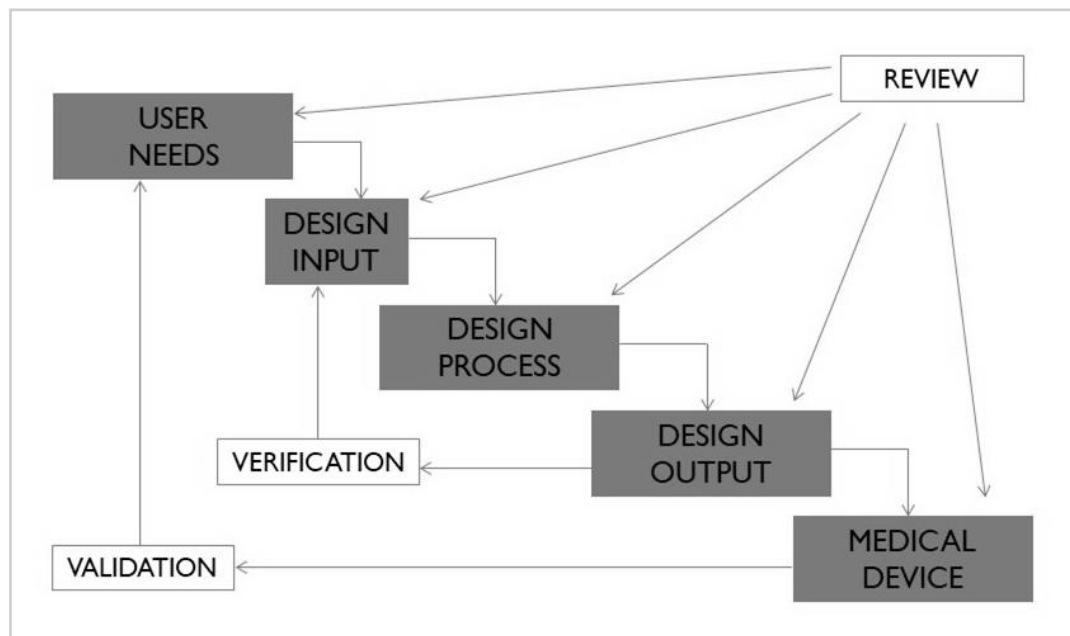 REVIEW
USER
NEEDS
DESIGN
INPUT
DESIGN
PROCESS
DESIGN
OUTPUT
VERIFICATION
MEDICAL
DEVICE
VALIDATION